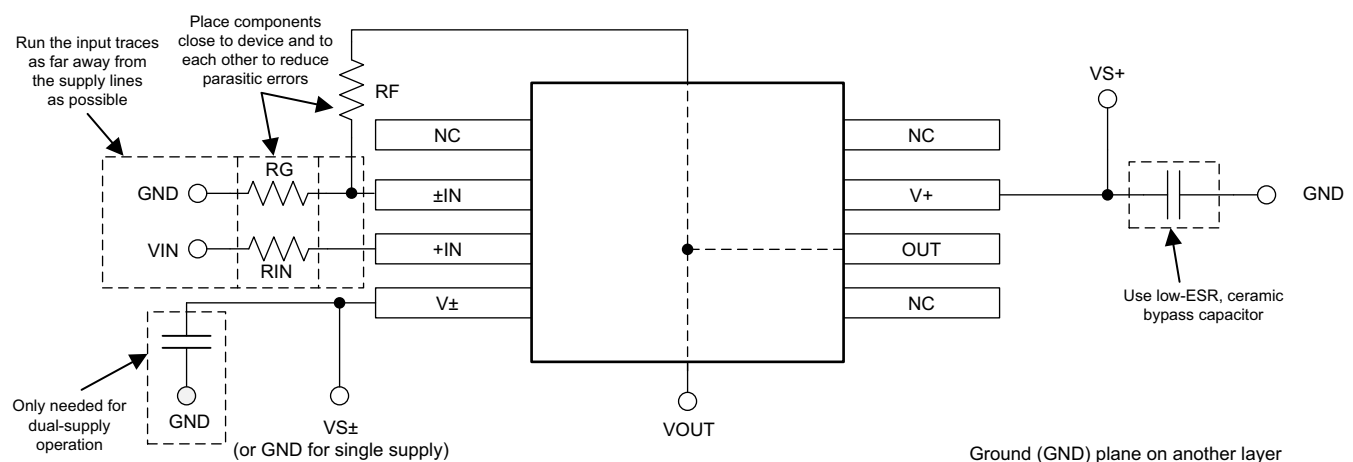 Place components
close to device and to
each other to reduce
parasitic errors
Run the input traces
as far away from
the supply lines
as possible
RF
VS+
NC
NC
RG
GND
±IN
V+
GND
VIN
+IN
OUT
RIN
V±
NC
Use low-ESR, ceramic
bypass capacitor
Only needed for
dual-supply
operation
GND
VS±
(or GND for single supply)
VOUT
Ground (GND) plane on another layer